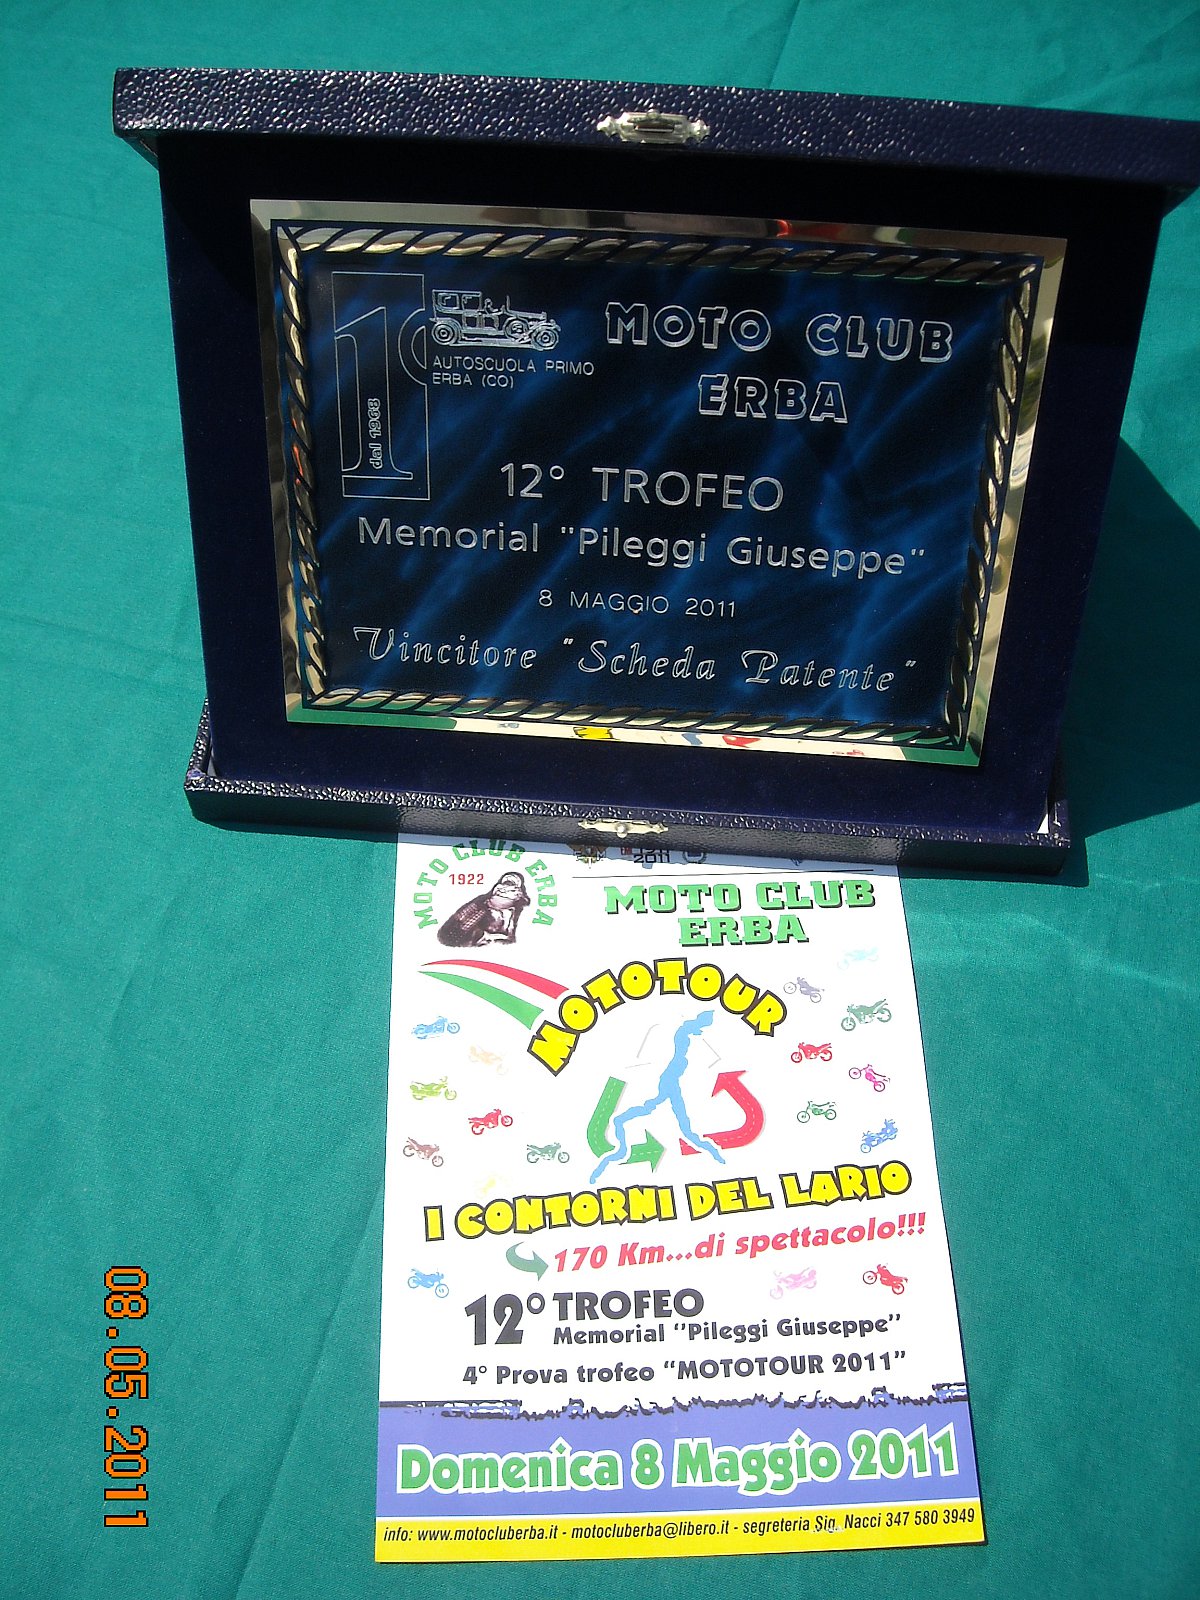 AUTOSCUOLA PRIMO
ERBA (CO)
dal 1968
MOTO CLUB
ERBA
12° TROFEO
Memorial "Pileggi Giuseppe"
8 MAGGIO 2011
Vincitore "Scheda Patente"
MOTO CLUB ERBA
1922
2011
MOTO CLUB
ERBA
MOTOTOUR
I CONTORNI DEL LARIO
170 Km...di spettacolo!!!
12° TROFEO
Memorial "Pileggi Giuseppe"
4° Prova trofeo "MOTOTOUR 2011"
Domenica 8 Maggio 2011
info: www.motocluberba.it - motocluberba@libero.it - segreteria Sig. Nacci 347 580 3949
08.05.2011